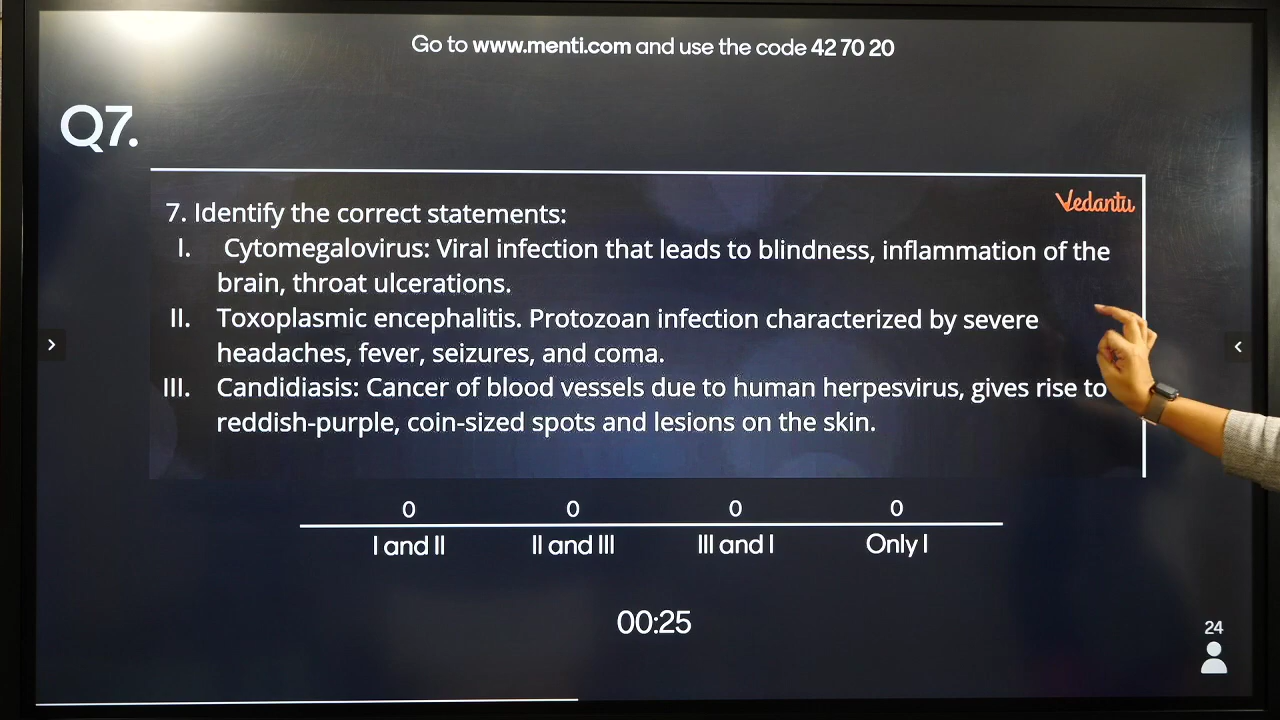 Go to www.menti.com and use the code 42 70 20
Q7.
Vedantu
7. Identify the correct statements:
I. Cytomegalovirus: Viral infection that leads to blindness, inflammation of the
brain, throat ulcerations.
II. Toxoplasmic encephalitis. Protozoan infection characterized by severe
headaches, fever, seizures, and coma.
III. Candidiasis: Cancer of blood vessels due to human herpesvirus, gives rise to
reddish-purple, coin-sized spots and lesions on the skin.
0 0 0 0
I and II II and III III and I Only I
00:25
24